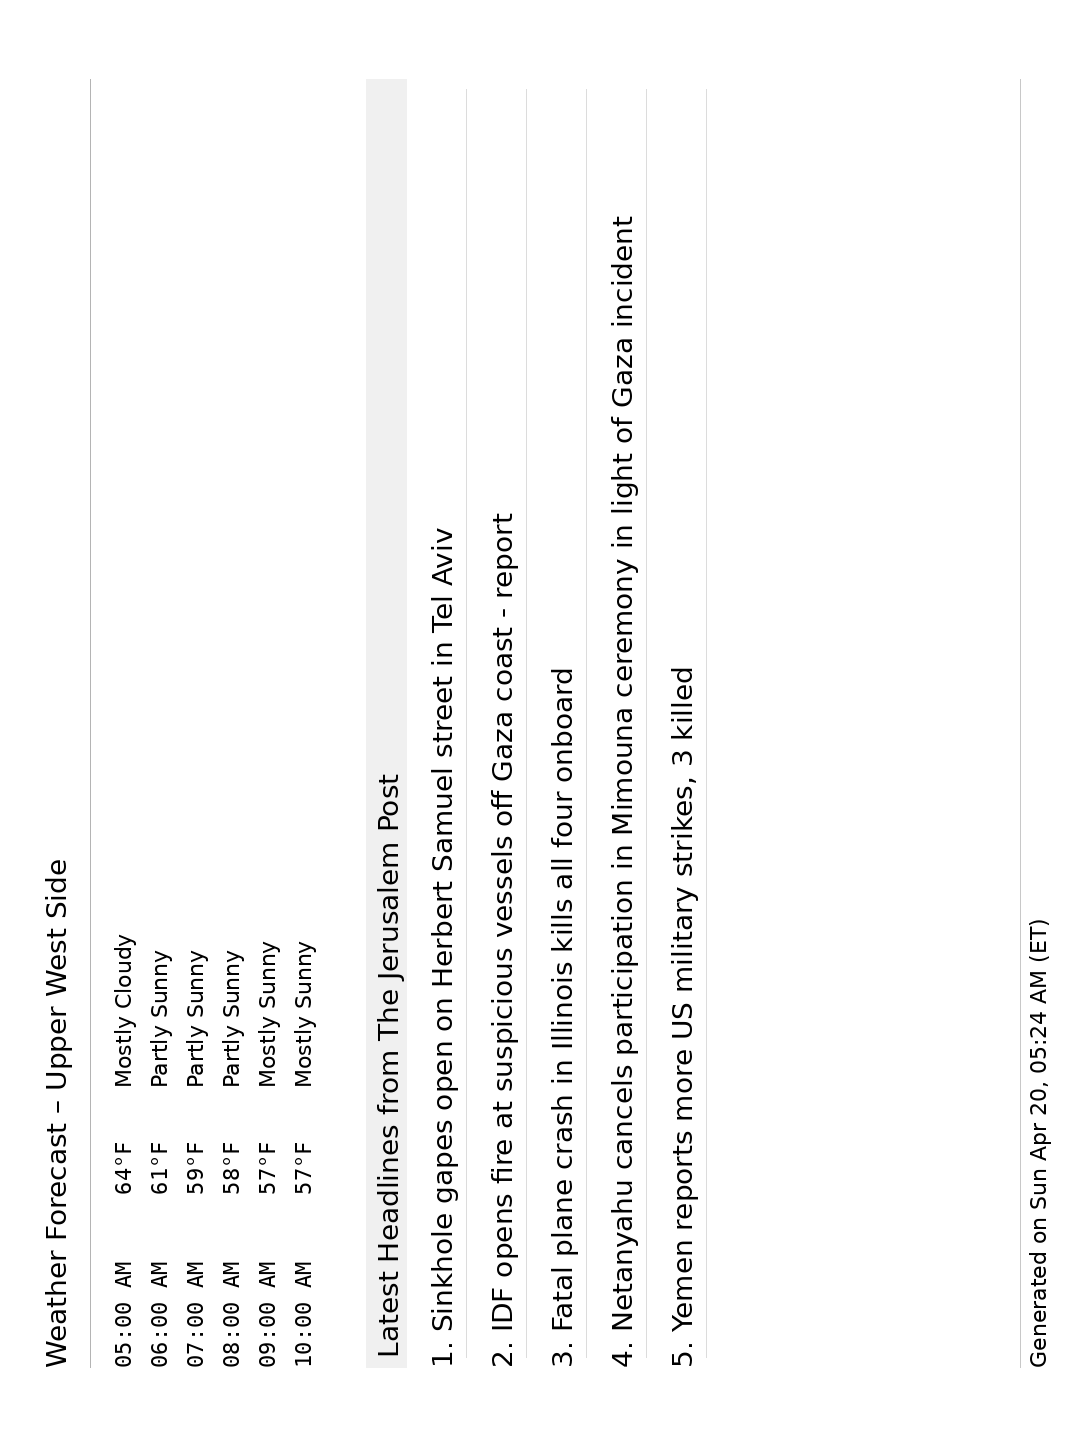 Weather Forecast – Upper West Side
05:00 AM 64°F Mostly Cloudy
06:00 AM 61°F Partly Sunny
07:00 AM 59°F Partly Sunny
08:00 AM 58°F Partly Sunny
09:00 AM 57°F Mostly Sunny
10:00 AM 57°F Mostly Sunny
Latest Headlines from The Jerusalem Post
1. Sinkhole gapes open on Herbert Samuel street in Tel Aviv
2. IDF opens fire at suspicious vessels off Gaza coast - report
3. Fatal plane crash in Illinois kills all four onboard
4. Netanyahu cancels participation in Mimouna ceremony in light of Gaza incident
5. Yemen reports more US military strikes, 3 killed
Generated on Sun Apr 20, 05:24 AM (ET)